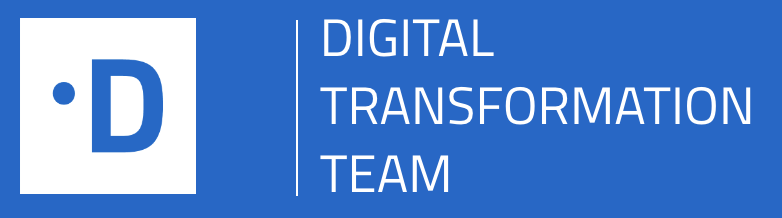 ·D
DIGITAL
TRANSFORMATION
TEAM